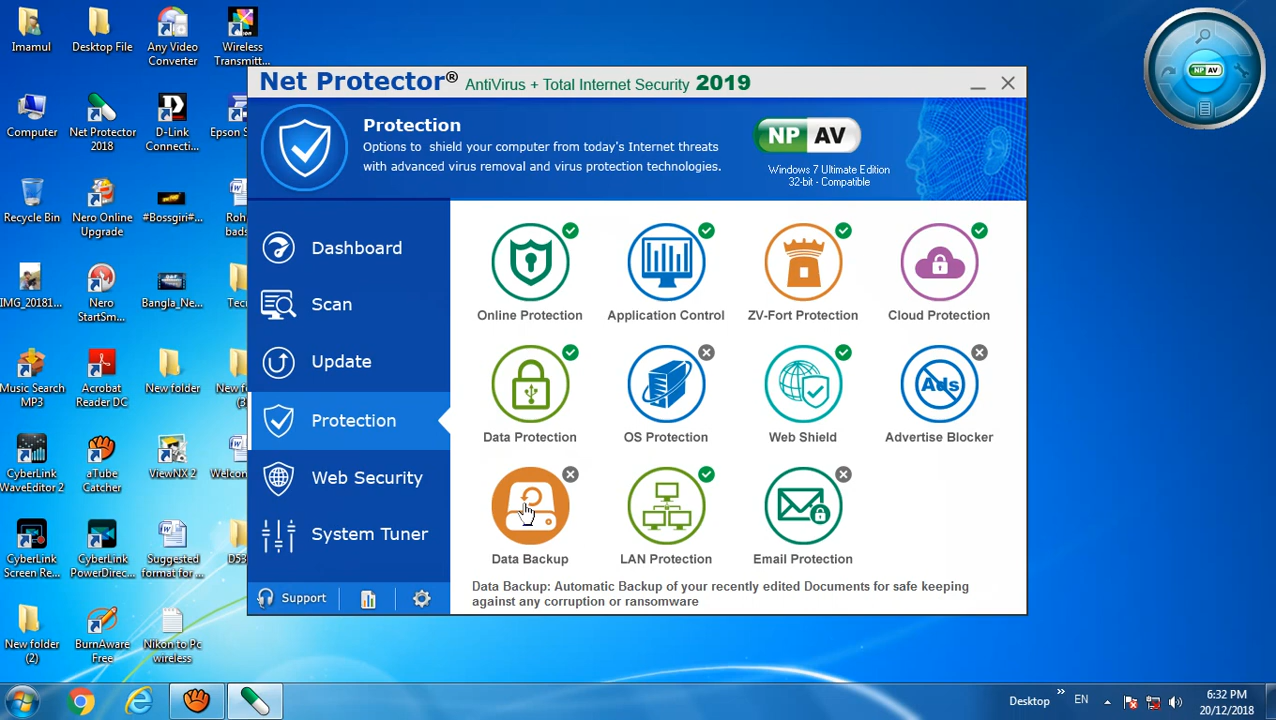 Imamul
Desktop File
Any Video
Converter
Wireless
Transmitt...
Computer
Net Protector
2018
D-Link
Connecti...
Epson S
Recycle Bin
Nero Online
Upgrade
#Bossgiri#...
Roh
bads
IMG_20181...
Nero
StartSm...
Bangla_Ne...
Tec
Music Search
MP3
Acrobat
Reader DC
New folder
New f
(3)
CyberLink
WaveEditor 2
aTube
Catcher
ViewNX 2
Welcon
CyberLink
Screen Re...
CyberLink
PowerDirec...
Suggested
format for ...
D53
New folder
(2)
BurnAware
Free
Nikon to Pc
wireless
Net Protector® AntiVirus + Total Internet Security 2019
Protection
Options to shield your computer from today's Internet threats
with advanced virus removal and virus protection technologies.
NP AV
Windows 7 Ultimate Edition
32-bit - Compatible
Dashboard
Scan
Update
Protection
Web Security
System Tuner
Support
Online Protection
Application Control
ZV-Fort Protection
Cloud Protection
Data Protection
OS Protection
Web Shield
Ads
Advertise Blocker
Data Backup
LAN Protection
Email Protection
Data Backup: Automatic Backup of your recently edited Documents for safe keeping
against any corruption or ransomware
NP AV
Desktop
EN
6:32 PM
20/12/2018